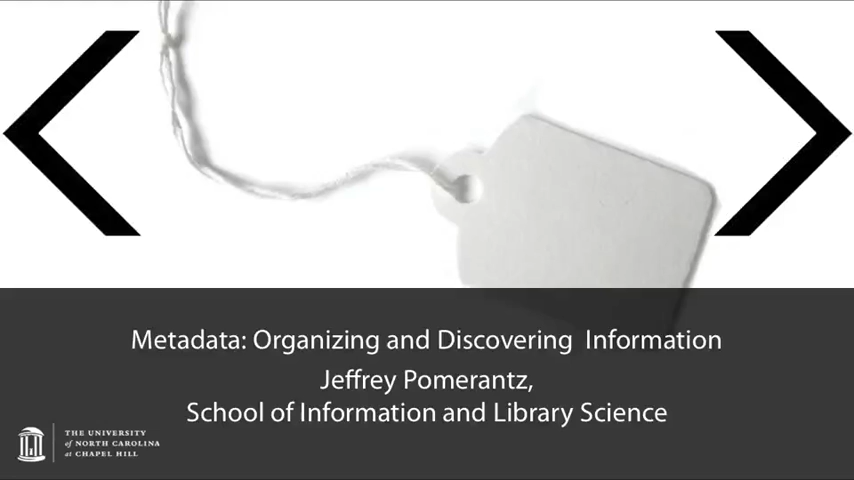 Metadata: Organizing and Discovering  Information
Jeffrey Pomerantz,
School of Information and Library Science
THE UNIVERSITY
of NORTH CAROLINA
at CHAPEL HILL